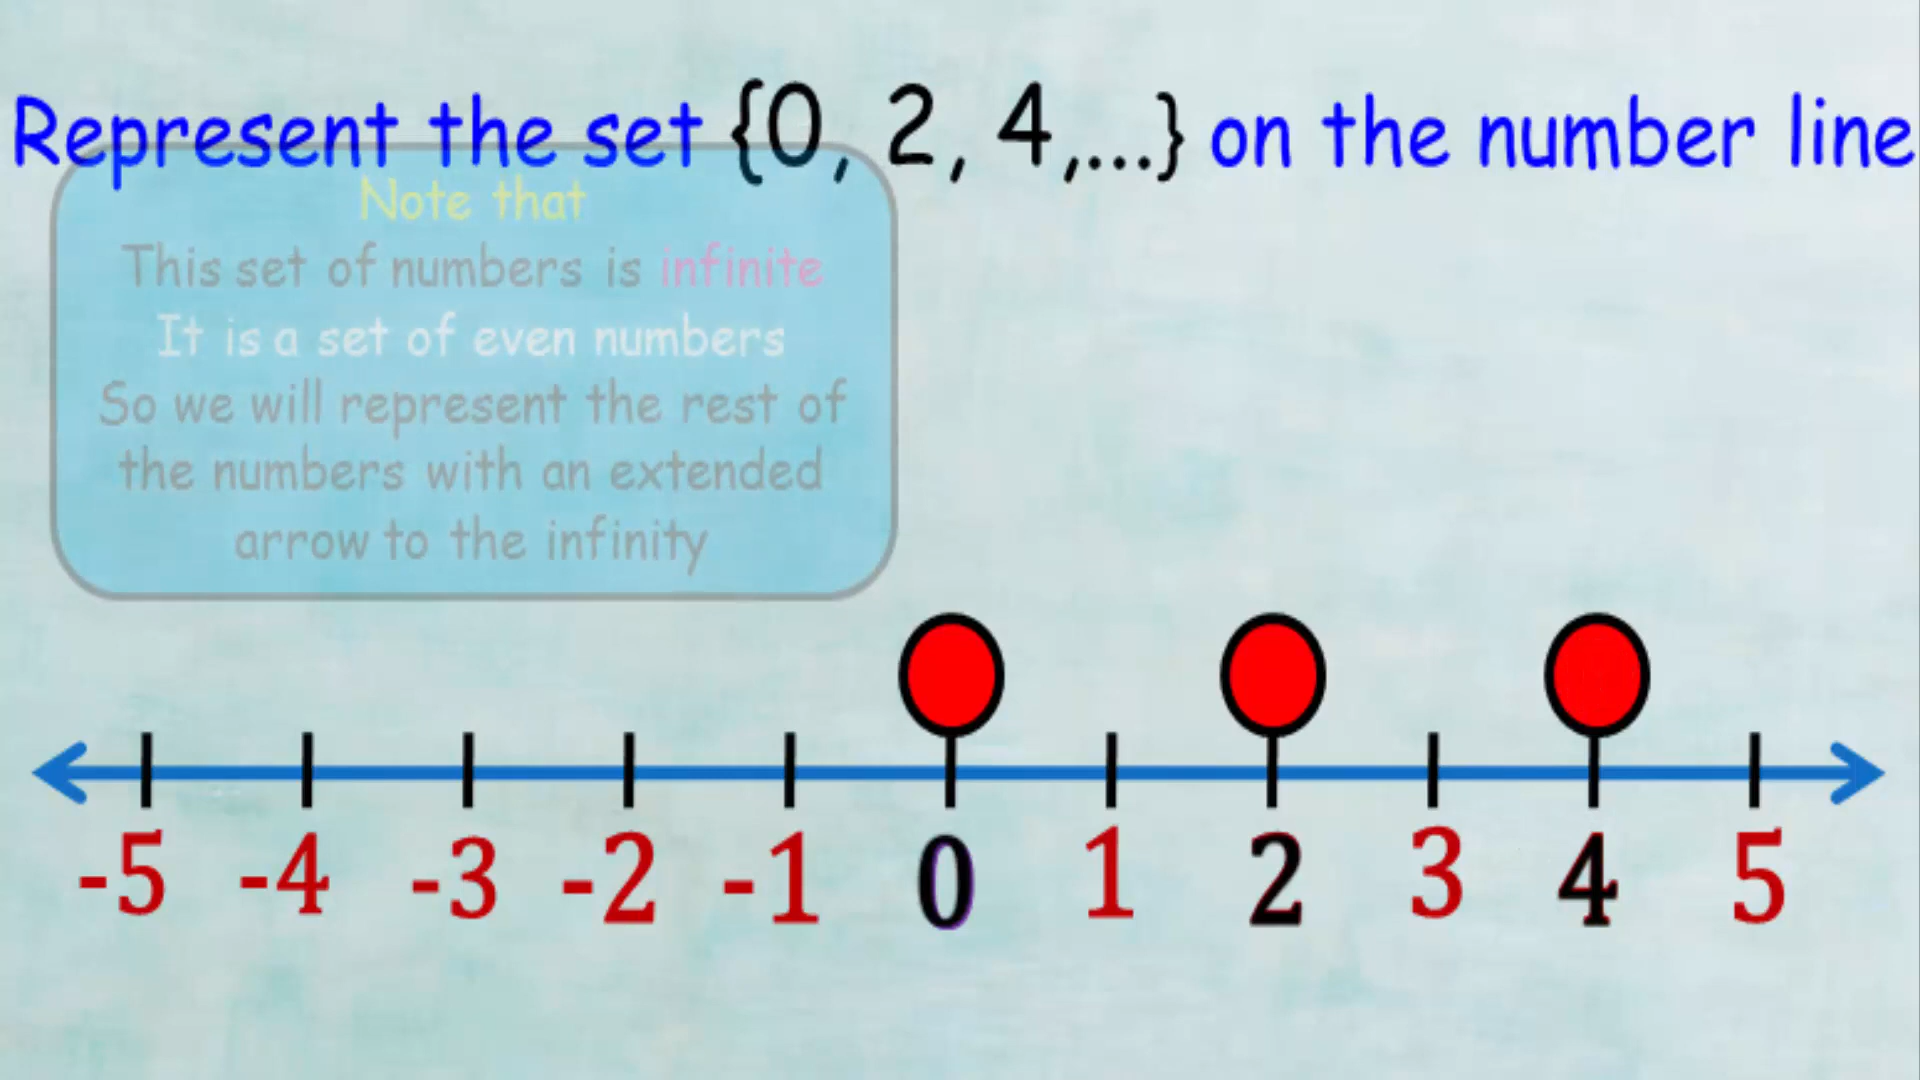 Represent the set {0, 2, 4,...} on the number line
Note that
This set of numbers is infinite
It is a set of even numbers
So we will represent the rest of
the numbers with an extended
arrow to the infinity
-5 -4 -3 -2 -1 0 1 2 3 4 5